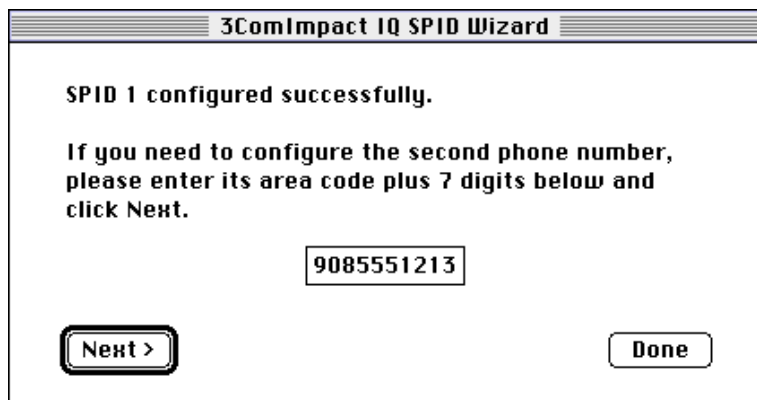 3ComImpact IQ SPID Wizard
SPID 1 configured successfully.
If you need to configure the second phone number,
please enter its area code plus 7 digits below and
click Next.
9085551213
Next >
Done